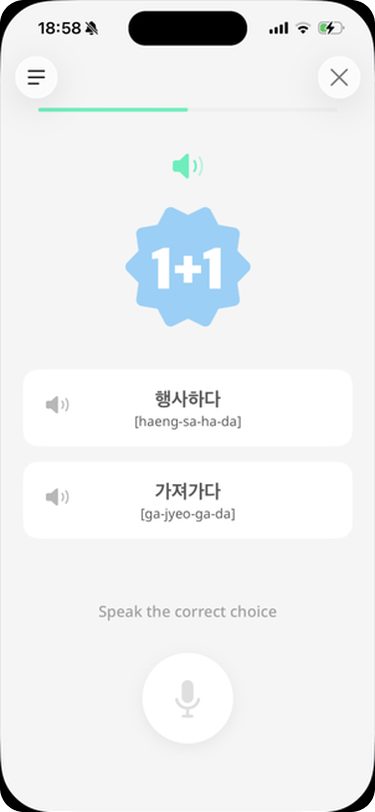 18:58
1+1
행사하다
[haeng-sa-ha-da]
가져가다
[ga-jyeo-ga-da]
Speak the correct choice